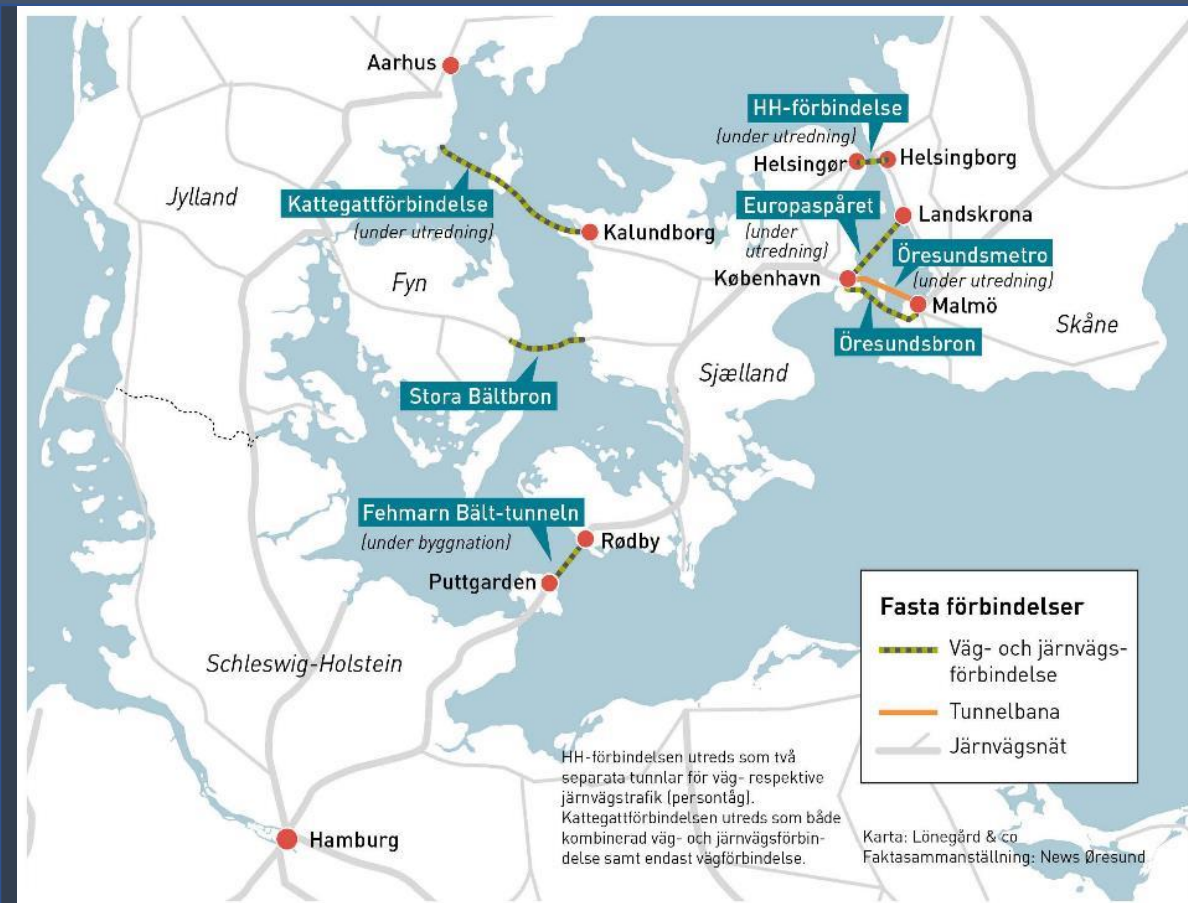 Aarhus
HH-förbindelse
(under utredning)
Helsingør
Helsingborg
Jylland
Kattegattförbindelse
(under utredning)
Kalundborg
Europaspåret
(under
utredning)
Landskrona
Öresundsmetro
(under utredning)
København
Malmö
Fyn
Skåne
Öresundsbron
Sjælland
Stora Bältbron
Fehmarn Bält-tunneln
(under byggnation)
Rødby
Puttgarden
Schleswig-Holstein
Hamburg
Fasta förbindelser
Väg- och järnvägs-
förbindelse
Tunnelbana
Järnvägsnät
HH-förbindelsen utreds som två
separata tunnlar för väg- respektive
järnvägstrafik (persontåg).
Kattegattförbindelsen utreds som både
kombinerad väg- och järnvägsförbin-
delse samt endast vägförbindelse.
Karta: Lönegård & co
Faktasammanställning: News Øresund